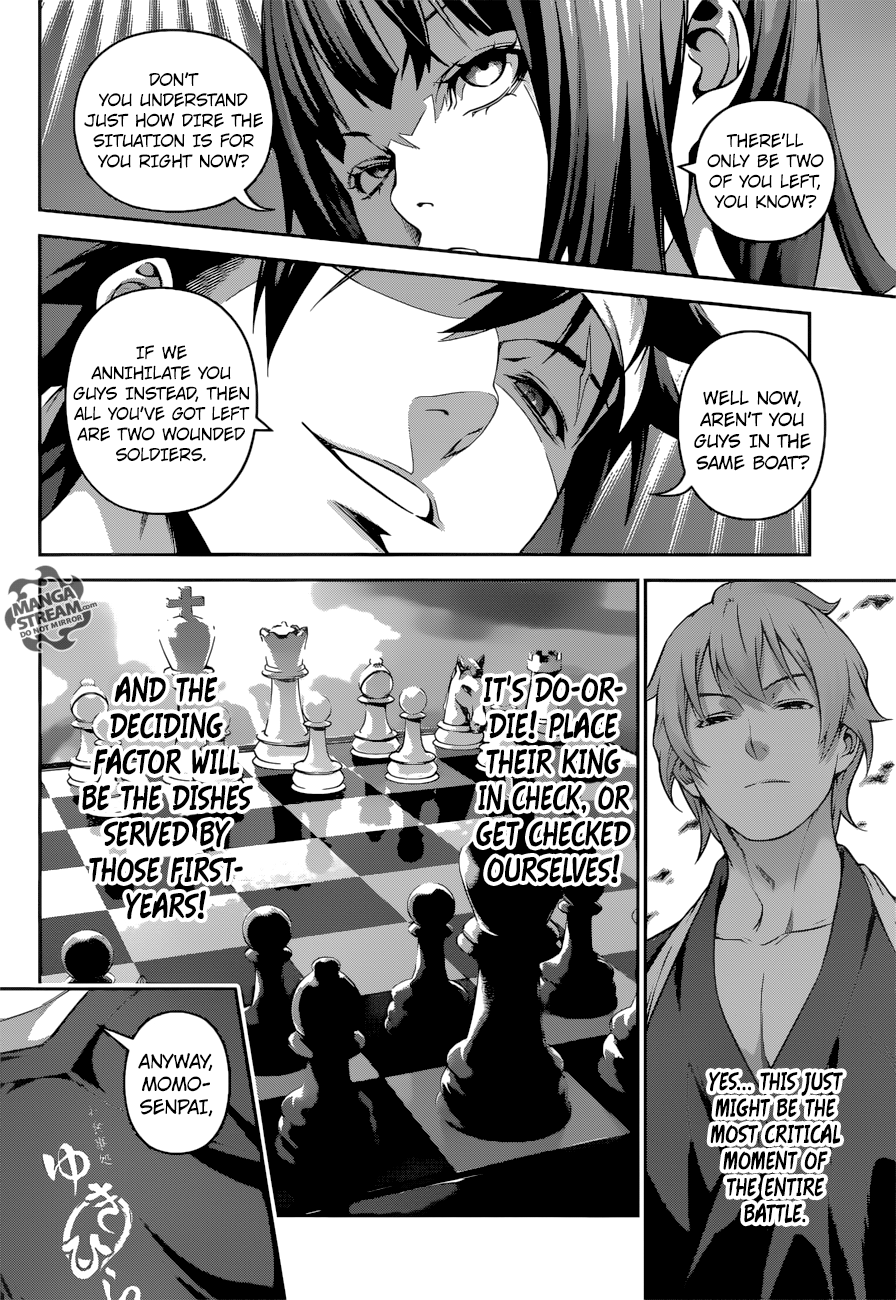 THERE'LL
ONLY BE TWO
OF YOU LEFT,
YOU KNOW?
DON'T
YOU UNDERSTAND
JUST HOW DIRE THE
SITUATION IS FOR
YOU RIGHT NOW?
WELL NOW,
AREN'T YOU
GUYS IN THE
SAME BOAT?
IF WE
ANNIHILATE YOU
GUYS INSTEAD, THEN
ALL YOU'VE GOT LEFT
ARE TWO WOUNDED
SOLDIERS.
MANGA
STREAM.com
DO NOT MIRROR!
YES... THIS JUST
MIGHT BE THE
MOST CRITICAL
MOMENT OF
THE ENTIRE
BATTLE.
IT'S DO-OR-
DIE! PLACE
THEIR KING
IN CHECK, OR
GET CHECKED
OURSELVES!
AND THE
DECIDING
FACTOR WILL
BE THE DISHES
SERVED BY
THOSE FIRST-
YEARS!
ANYWAY,
MOMO-
SENPAI,
ゆきひ